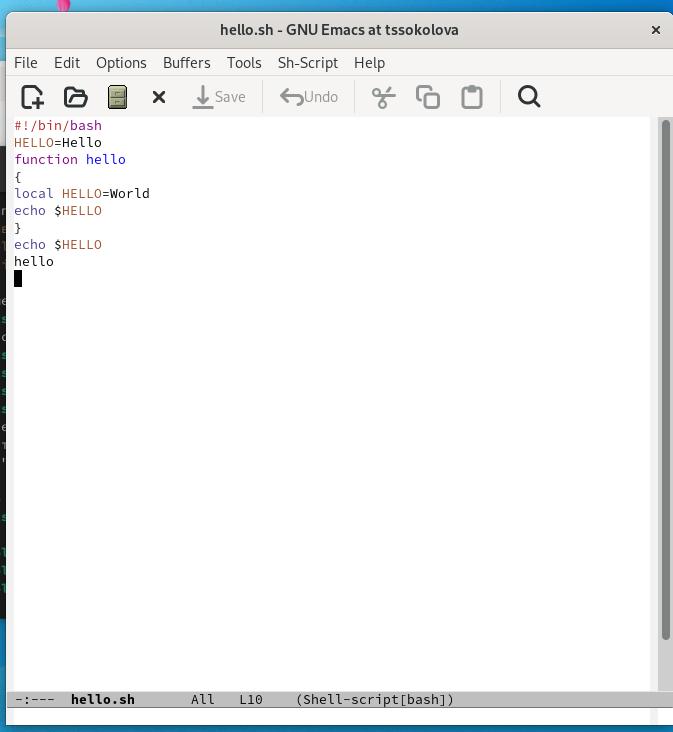 hello.sh - GNU Emacs at tssokolova
File Edit Options Buffers Tools Sh-Script Help
Save Undo
#!/bin/bash
HELLO=Hello
function hello
{
local HELLO=World
echo $HELLO
}
echo $HELLO
hello
-:--- hello.sh All L10 (Shell-script[bash])